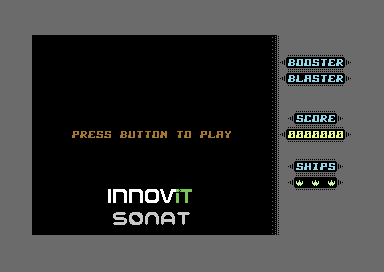 BOOSTER
BLASTER
SCORE
0000000
PRESS BUTTON TO PLAY
SHIPS
INNOViT
SONAT